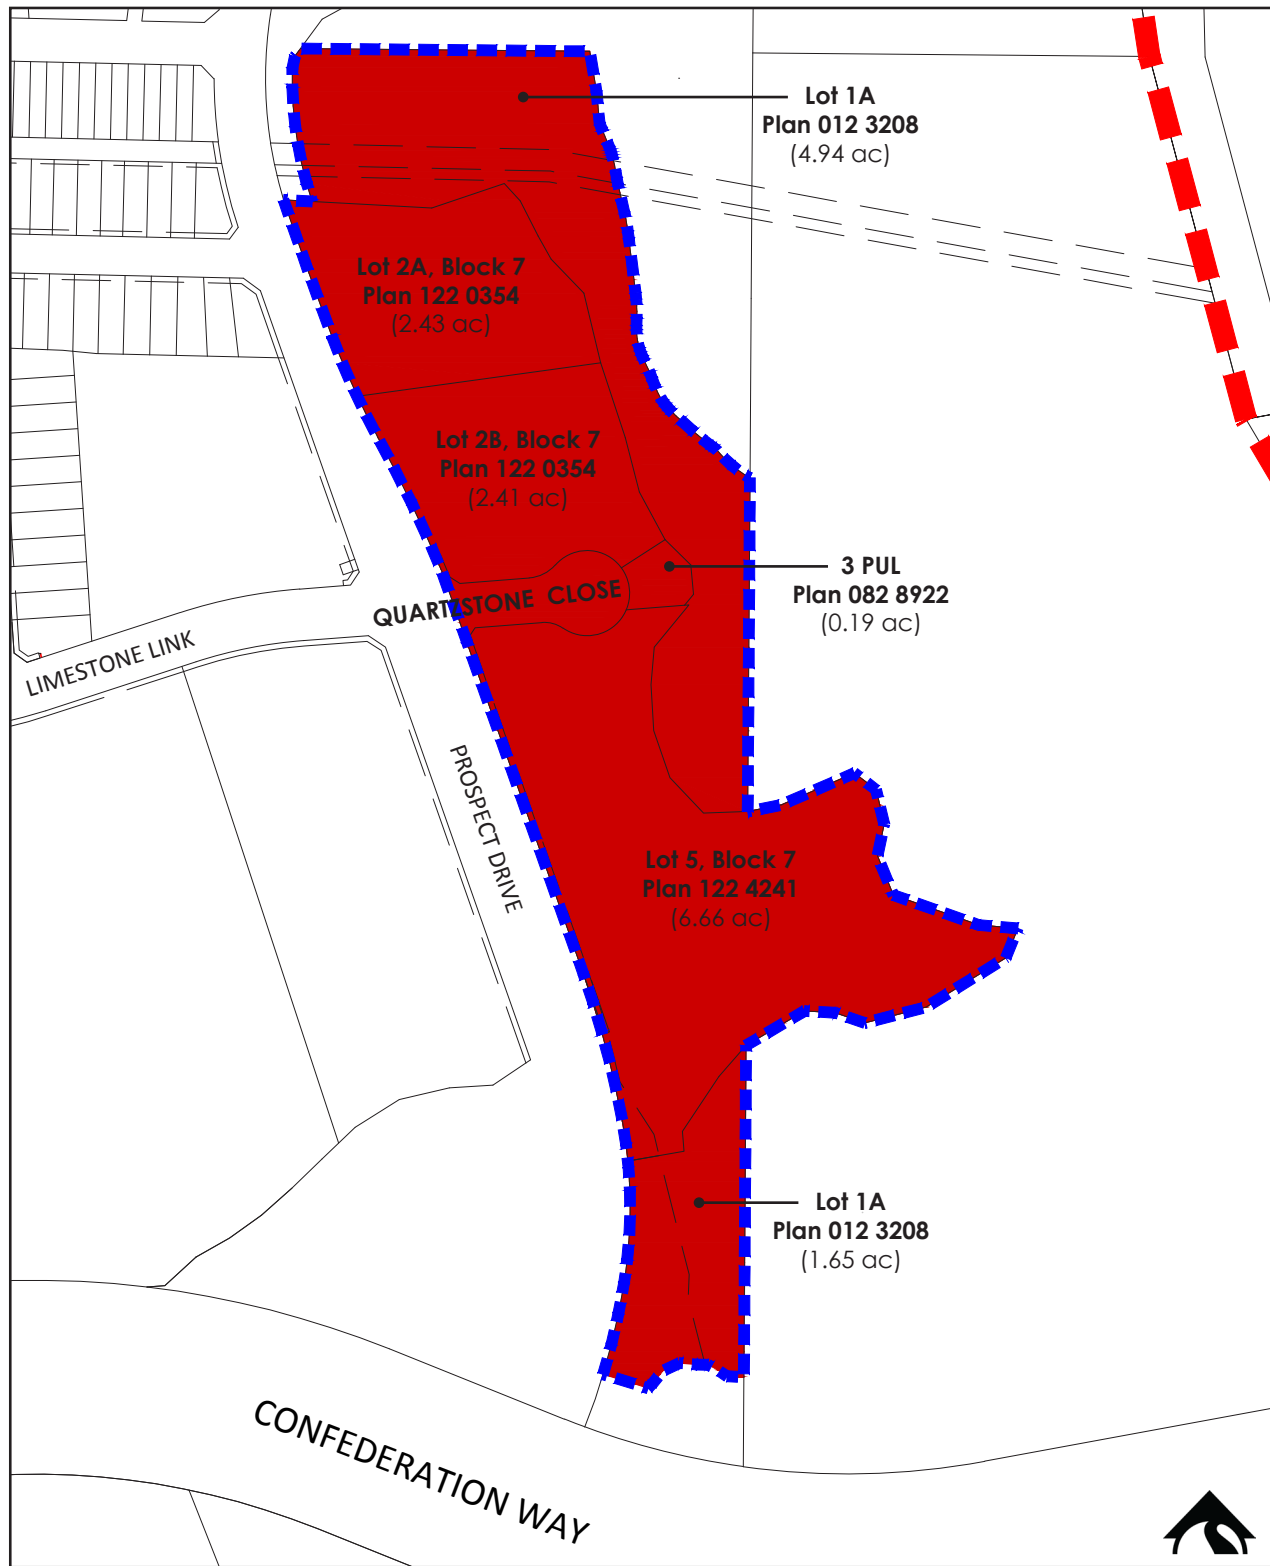 Lot 1A
Plan 012 3208
(4.94 ac)
Lot 2A, Block 7
Plan 122 0354
(2.43 ac)
Lot 2B, Block 7
Plan 122 0354
(2.41 ac)
3 PUL
Plan 082 8922
(0.19 ac)
QUARTZSTONE CLOSE
LIMESTONE LINK
PROSPECT DRIVE
Lot 5, Block 7
Plan 122 4241
(6.66 ac)
Lot 1A
Plan 012 3208
(1.65 ac)
CONFEDERATION WAY